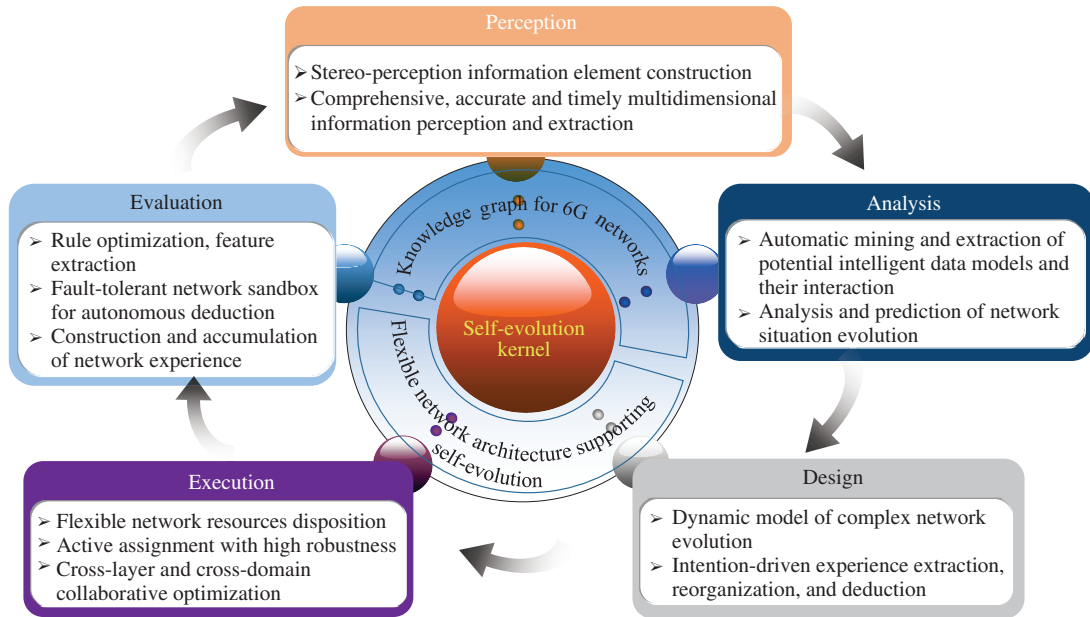 Perception
➢ Stereo-perception information element construction
➢ Comprehensive, accurate and timely multidimensional
information perception and extraction
Evaluation
➢ Rule optimization, feature
extraction
➢ Fault-tolerant network sandbox
for autonomous deduction
➢ Construction and accumulation
of network experience
Knowledge graph for 6G networks
Self-evolution
kernel
Flexible network architecture supporting
self-evolution
Analysis
➢ Automatic mining and extraction of
potential intelligent data models and
their interaction
➢ Analysis and prediction of network
situation evolution
Execution
➢ Flexible network resources disposition
➢ Active assignment with high robustness
➢ Cross-layer and cross-domain
collaborative optimization
Design
➢ Dynamic model of complex network
evolution
➢ Intention-driven experience extraction,
reorganization, and deduction